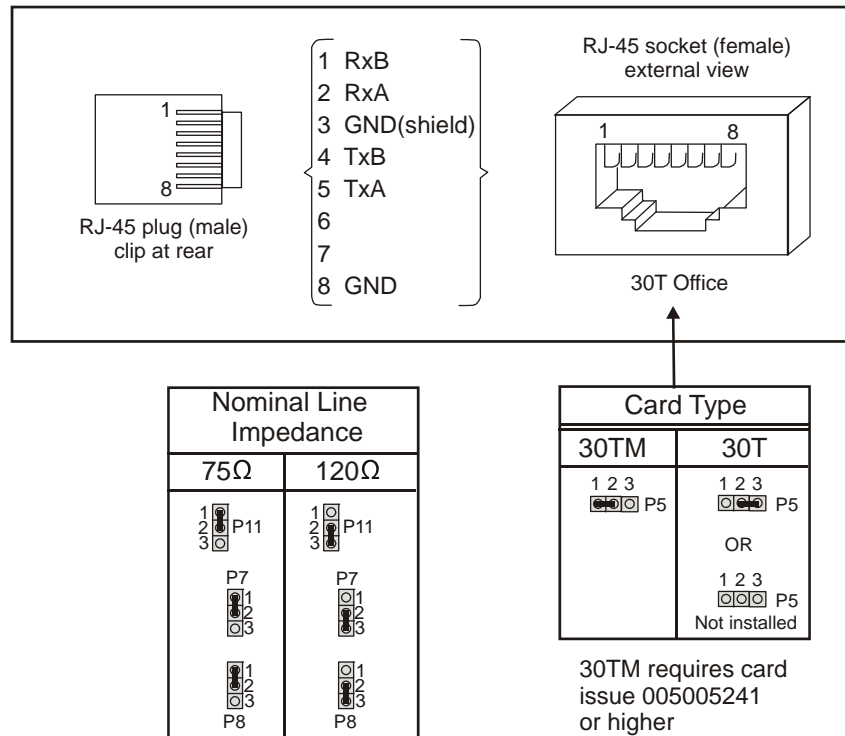 1
8
RJ-45 plug (male)
clip at rear
1 RxB
2 RxA
3 GND(shield)
4 TxB
5 TxA
6
7
8 GND
RJ-45 socket (female)
external view
1 8
30T Office
Nominal Line
Impedance
75Ω 120Ω
1
2 P11
3
1
2 P11
3
P7
1
2
3
P7
1
2
3
1
2
3
P8
1
2
3
P8
Card Type
30TM 30T
1 2 3
P5
1 2 3
P5
OR
1 2 3
P5
Not installed
30TM requires card
issue 005005241
or higher